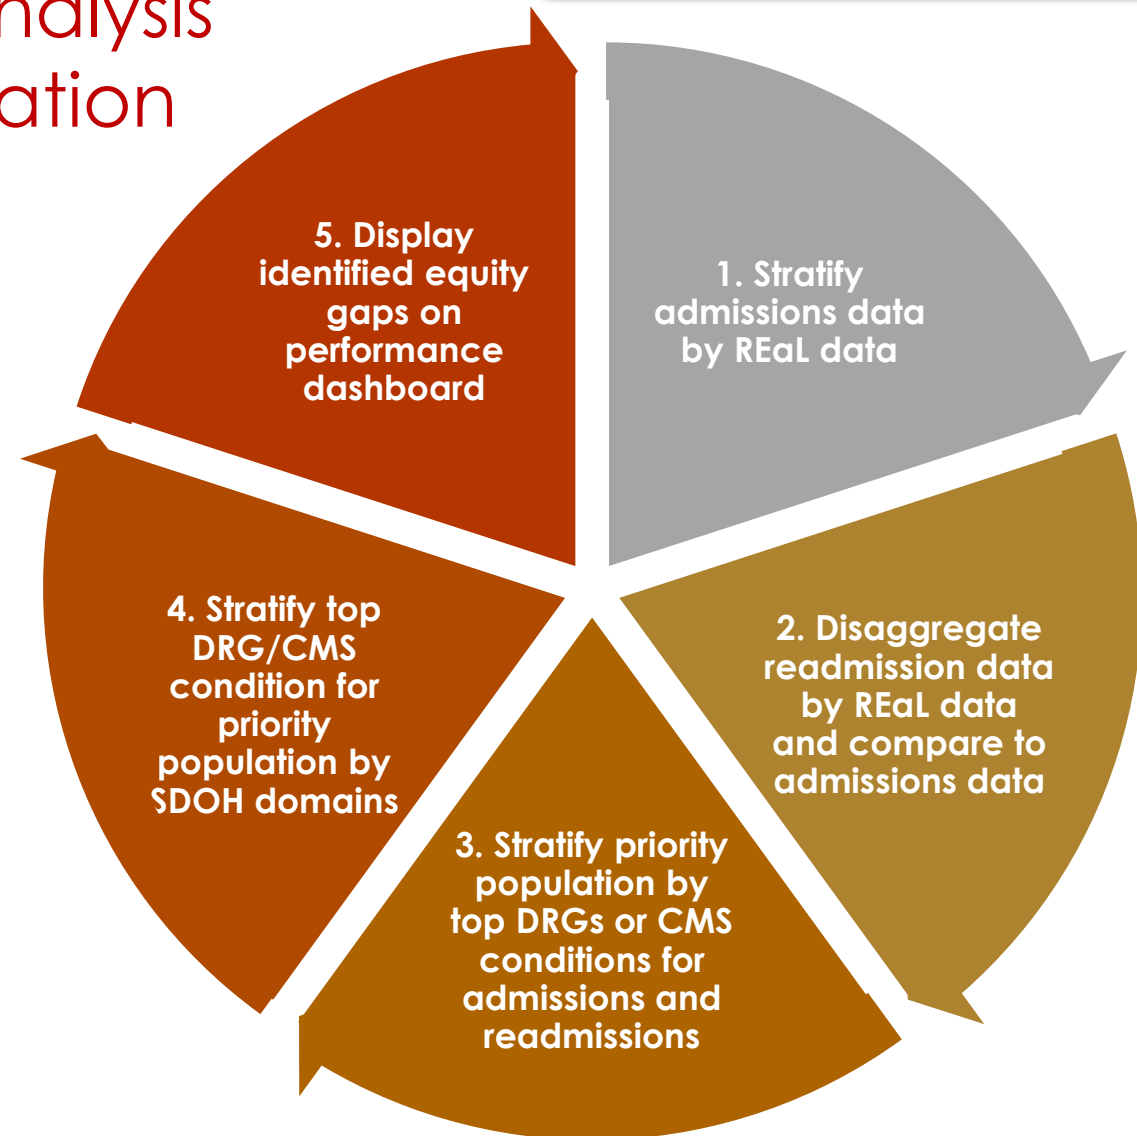 nalysis
ation
1. Stratify
admissions data
by REaL data
2. Disaggregate
readmission data
by REaL data
and compare to
admissions data
3. Stratify priority
population by
top DRGs or CMS
conditions for
admissions and
readmissions
4. Stratify top
DRG/CMS
condition for
priority
population by
SDOH domains
5. Display
identified equity
gaps on
performance
dashboard